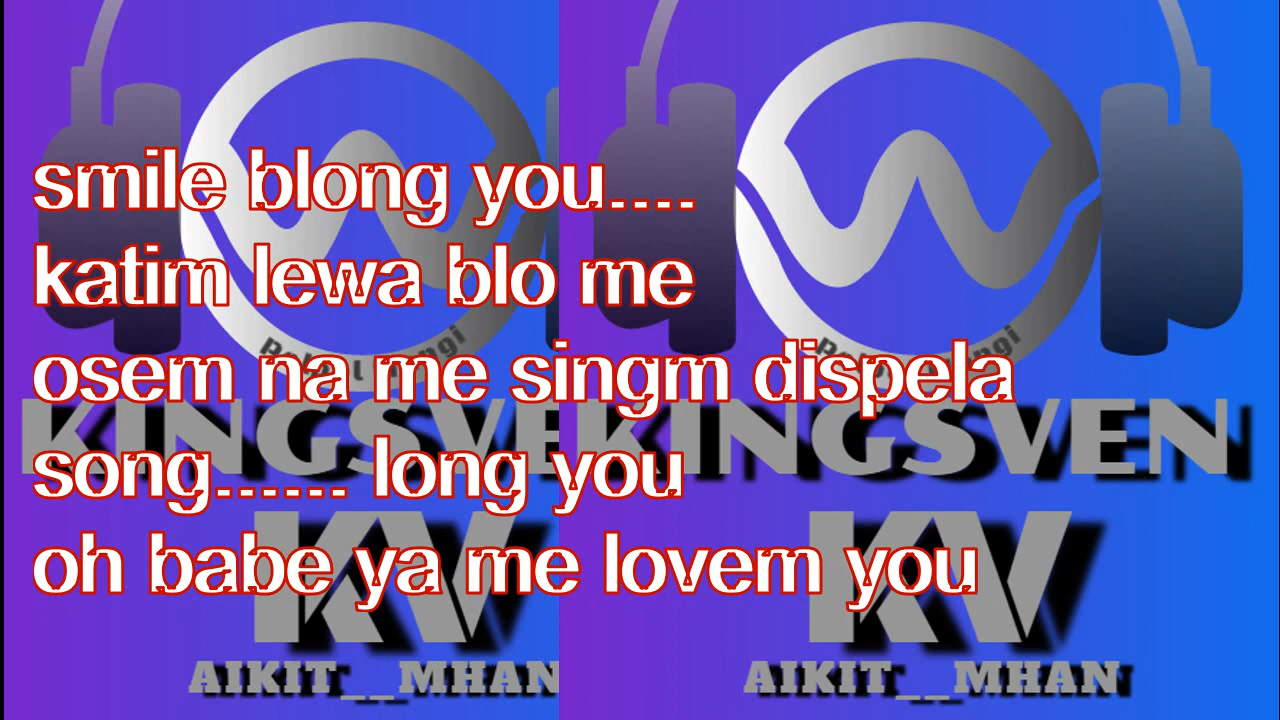 smile blong you....
katim lewa blo me
osem na me singm dispela
song...... long you
oh babe ya me lovem you
KINGSVE KINGSVEN
KV KV
AIKIT__MHAN AIKIT__MHAN